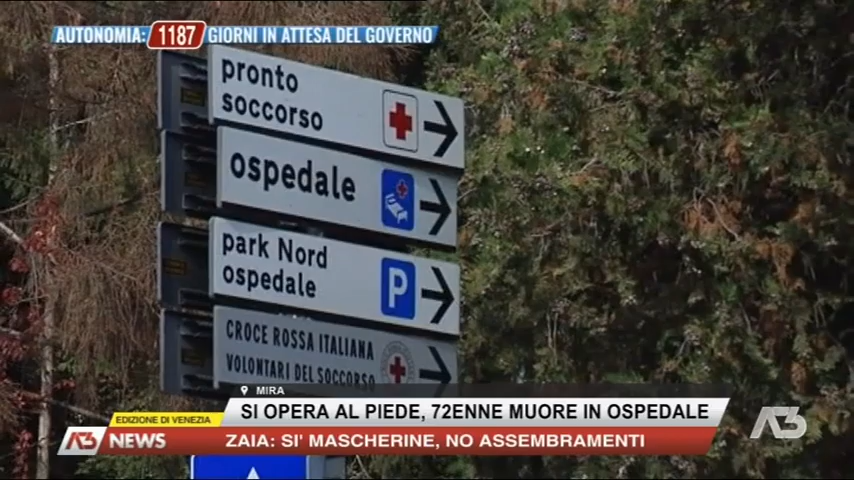 AUTONOMIA: 1187 GIORNI IN ATTESA DEL GOVERNO
pronto
soccorso
ospedale
park Nord
ospedale
P
CROCE ROSSA ITALIANA
VOLONTARI DEL SOCCORSO
MIRA
EDIZIONE DI VENEZIA
SI OPERA AL PIEDE, 72ENNE MUORE IN OSPEDALE
A3 NEWS
ZAIA: SI' MASCHERINE, NO ASSEMBRAMENTI
A3